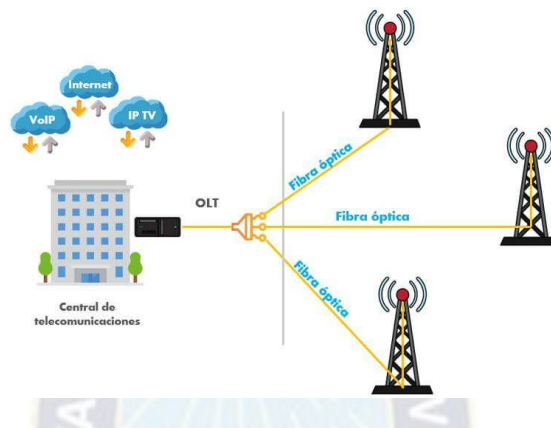 Internet
VoIP
IP TV
OLT
Fibra óptica
Fibra óptica
Fibra óptica
Central de
telecomunicaciones